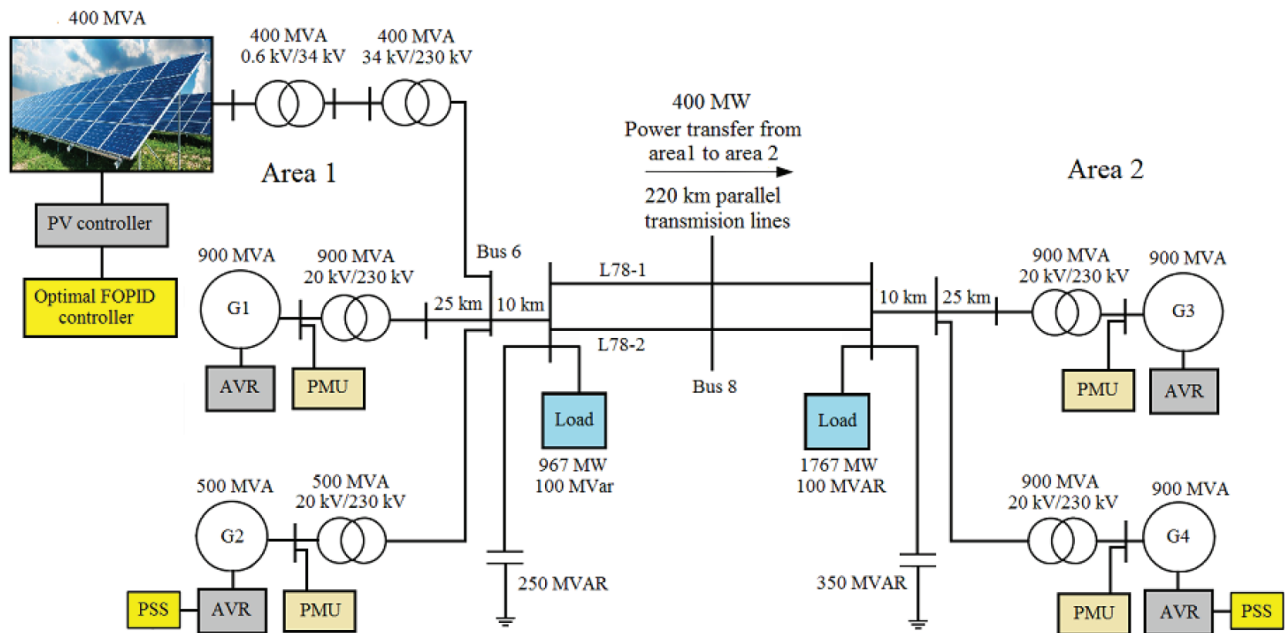 400 MVA
400 MVA
0.6 kV/34 kV
400 MVA
34 kV/230 kV
400 MW
Power transfer from
area1 to area 2
220 km parallel
transmision lines
Area 1
Area 2
PV controller
Optimal FOPID
controller
900 MVA
G1
AVR
900 MVA
20 kV/230 kV
PMU
25 km
Bus 6
10 km
L78-1
L78-2
Bus 8
10 km
25 km
900 MVA
20 kV/230 kV
900 MVA
G3
PMU
AVR
Load
967 MW
100 MVar
Load
1767 MW
100 MVAR
500 MVA
G2
500 MVA
20 kV/230 kV
PSS
AVR
PMU
250 MVAR
350 MVAR
900 MVA
20 kV/230 kV
900 MVA
G4
PMU
AVR
PSS